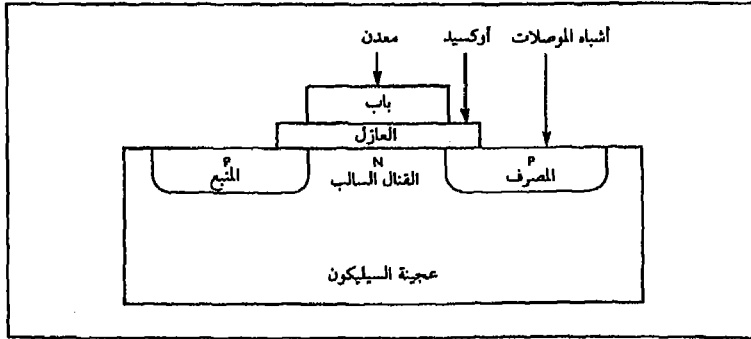 أشباه الموصلات
أوكسيد
معدن
باب
العازل
P
N
P
المصرف
القنال السالب
المنبع
عجينة السيليكون